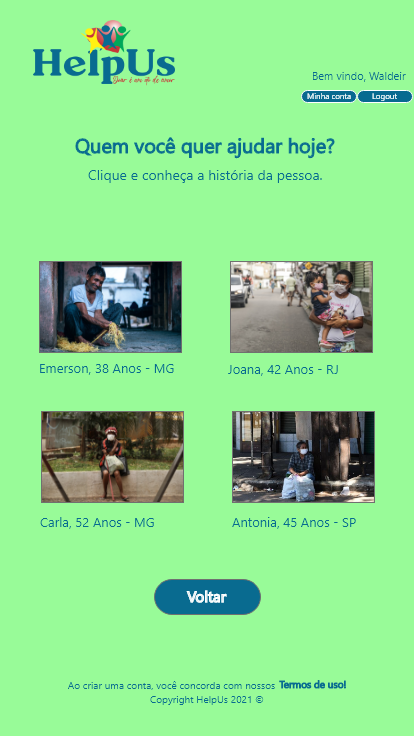 HelpUs
Doar é um ato de amor
Bem vindo, Waldeir
Minha conta Logout
Quem você quer ajudar hoje?
Clique e conheça a história da pessoa.
Emerson, 38 Anos - MG
Joana, 42 Anos - RJ
Carla, 52 Anos - MG
Antonia, 45 Anos - SP
Voltar
Ao criar uma conta, você concorda com nossos Termos de uso!
Copyright HelpUs 2021 ©